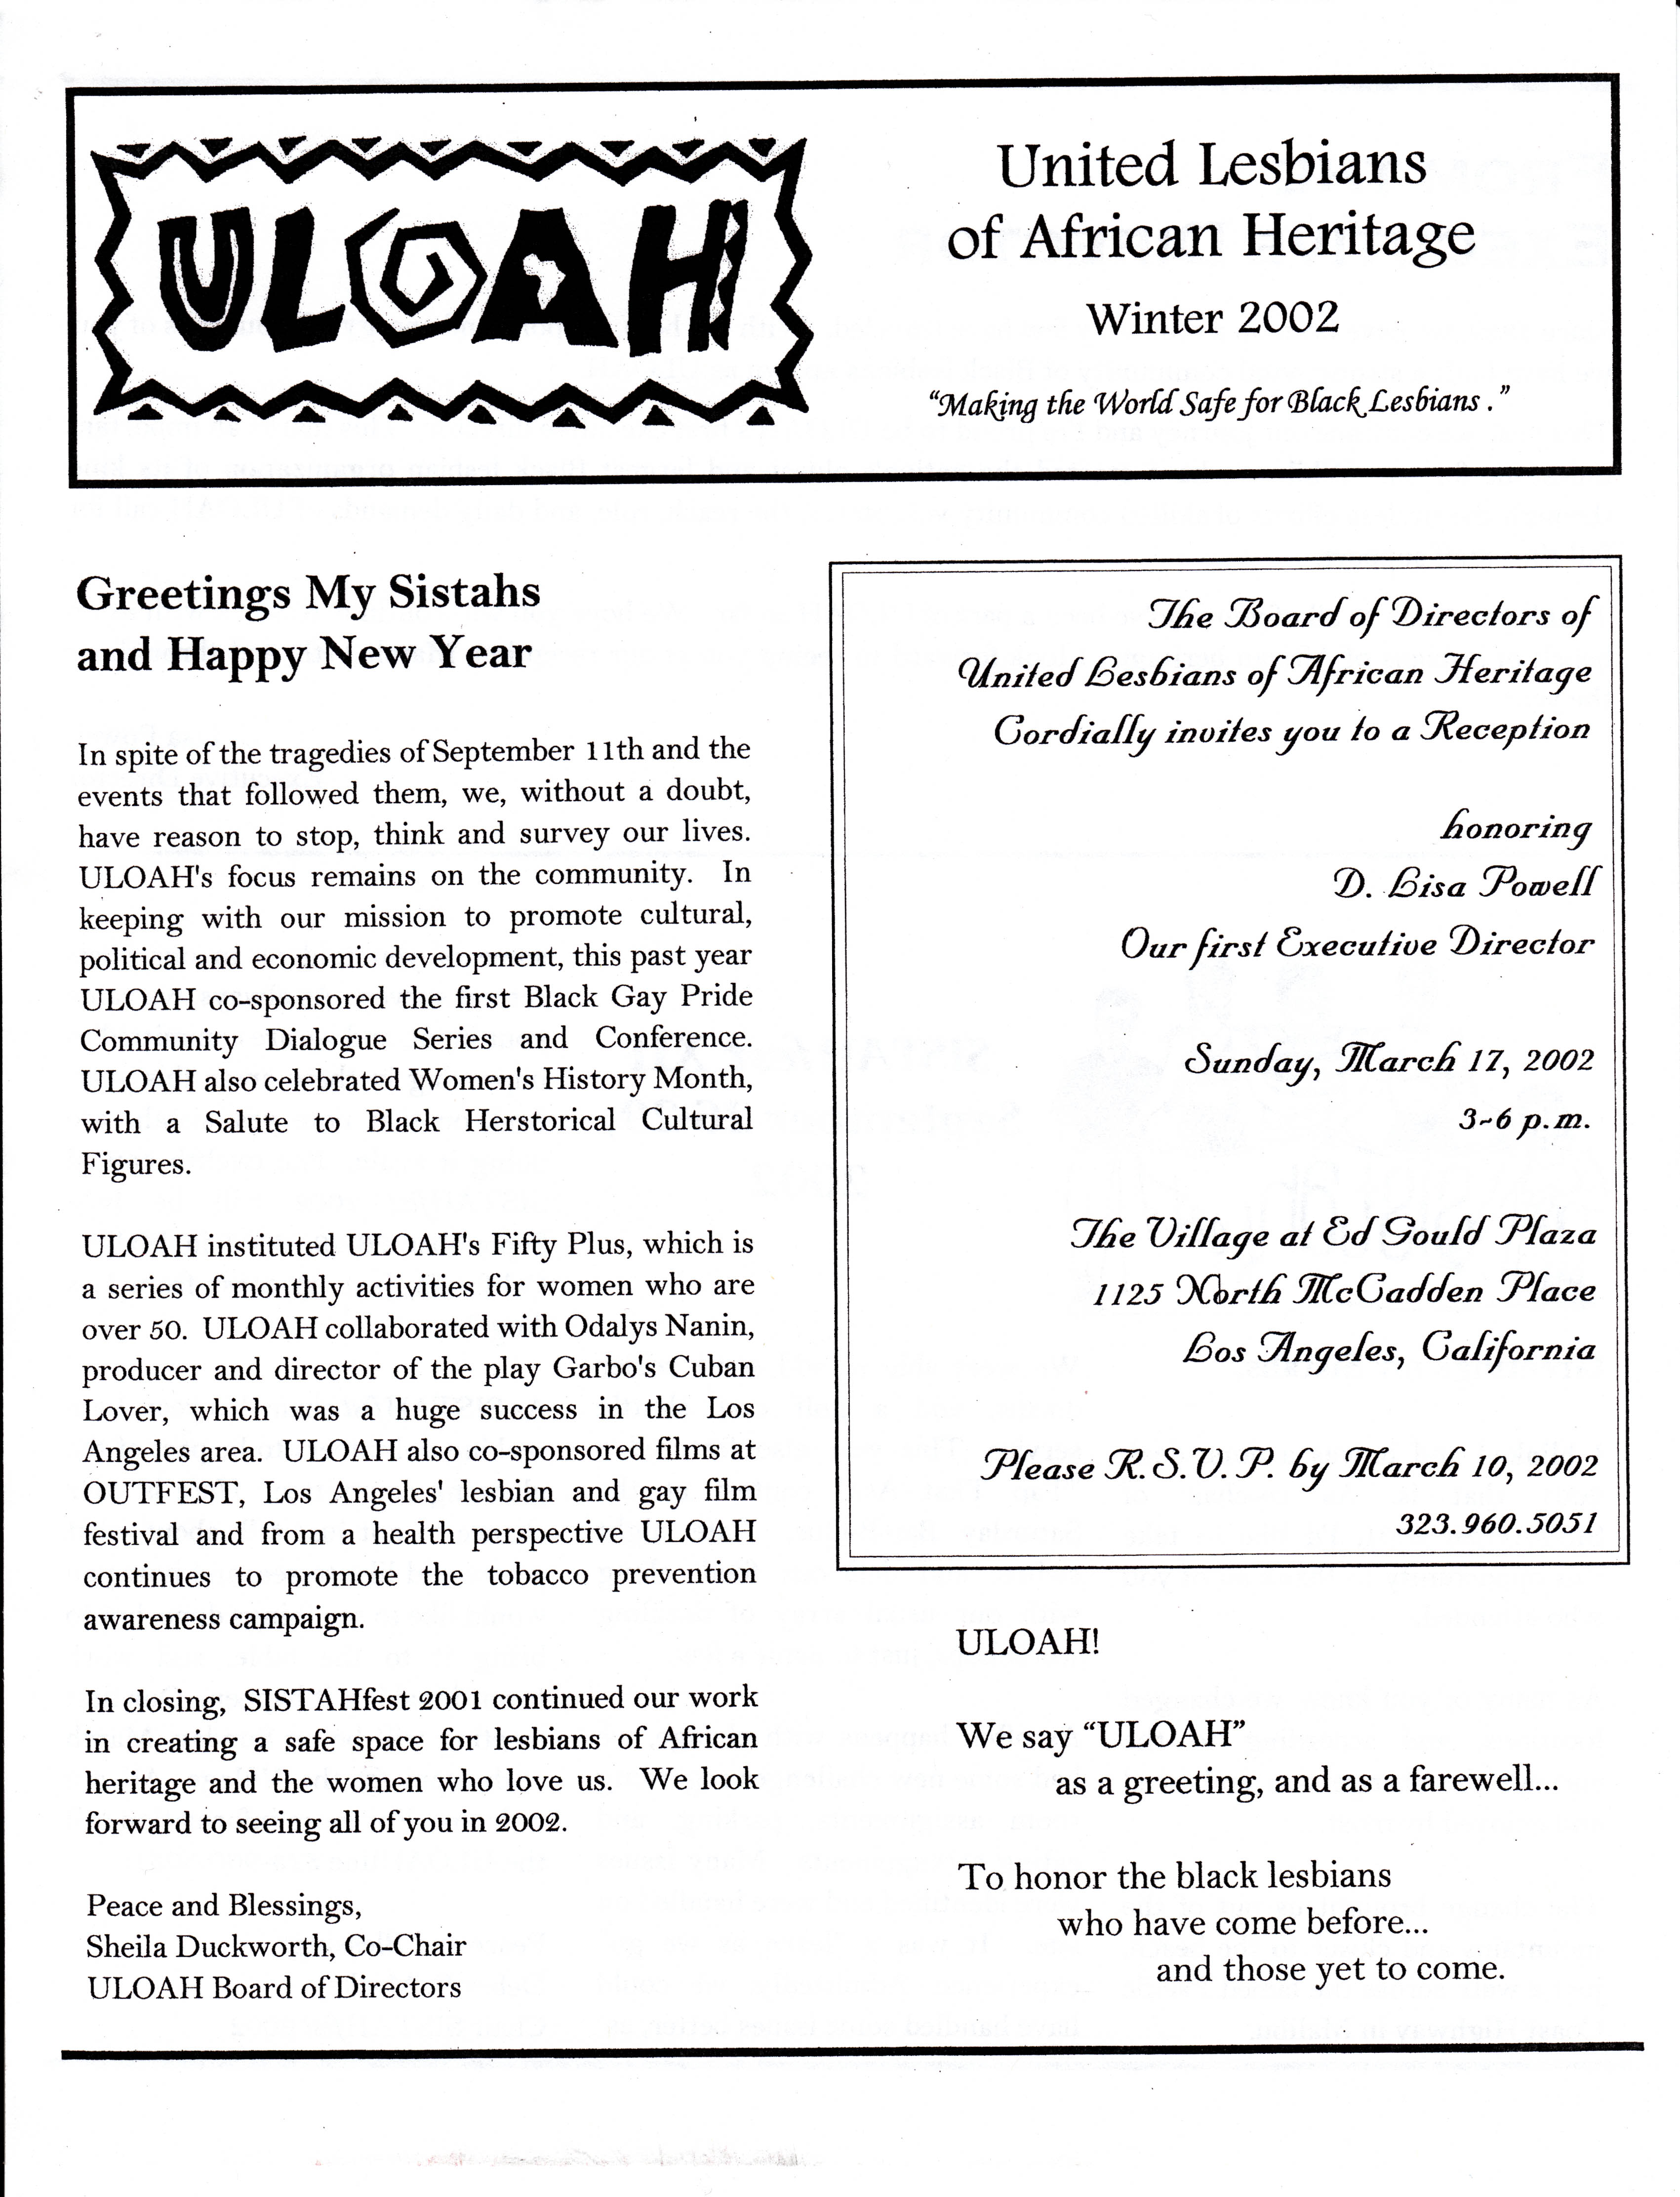 ULOAH
United Lesbians
of African Heritage
Winter 2002
“Making the World Safe for Black Lesbians .”
Greetings My Sistahs
and Happy New Year
In spite of the tragedies of September 11th and the
events that followed them, we, without a doubt,
have reason to stop, think and survey our lives.
ULOAH's focus remains on the community. In
keeping with our mission to promote cultural,
political and economic development, this past year
ULOAH co-sponsored the first Black Gay Pride
Community Dialogue Series and Conference.
ULOAH also celebrated Women's History Month,
with a Salute to Black Herstorical Cultural
Figures.
ULOAH instituted ULOAH's Fifty Plus, which is
a series of monthly activities for women who are
over 50. ULOAH collaborated with Odalys Nanin,
producer and director of the play Garbo's Cuban
Lover, which was a huge success in the Los
Angeles area. ULOAH also co-sponsored films at
OUTFEST, Los Angeles' lesbian and gay film
festival and from a health perspective ULOAH
continues to promote the tobacco prevention
awareness campaign.
In closing, SISTAHfest 2001 continued our work
in creating a safe space for lesbians of African
heritage and the women who love us. We look
forward to seeing all of you in 2002.
Peace and Blessings,
Sheila Duckworth, Co-Chair
ULOAH Board of Directors
The Board of Directors of
United Lesbians of African Heritage
Cordially invites you to a Reception
honoring
D. Lisa Powell
Our first Executive Director
Sunday, March 17, 2002
3~6 p.m.
The Village at Ed Gould Plaza
1125 North McCadden Place
Los Angeles, California
Please R.S.V.P. by March 10, 2002
323.960.5051
ULOAH!
We say “ULOAH”
as a greeting, and as a farewell...
To honor the black lesbians
who have come before...
and those yet to come.